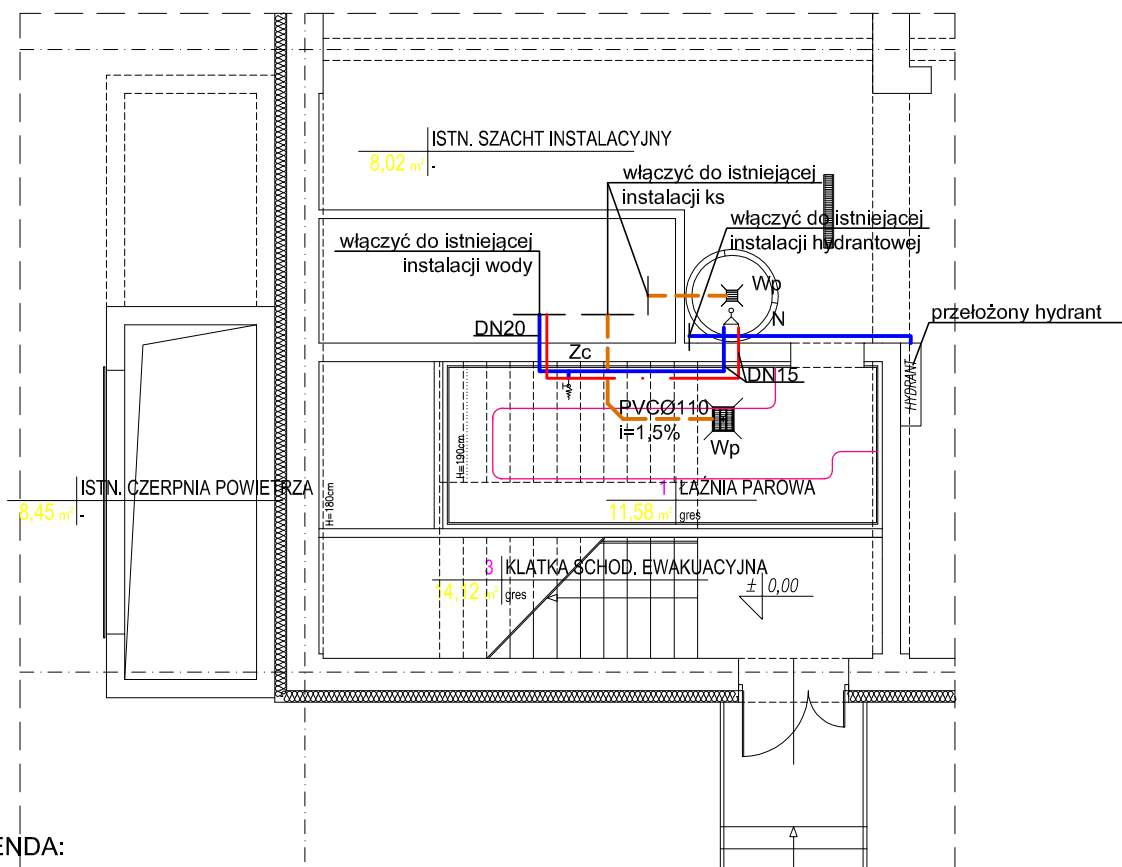 ISTN. SZACHT INSTALACYJNY
8,02 m² -
włączyć do istniejącej
instalacji ks
włączyć do istniejącej
instalacji hydrantowej
włączyć do istniejącej
instalacji wody
Wp
N
przełożony hydrant
DN20
Zc
DN15
HYDRANT
PVCØ110
i=1,5%
Wp
H=190cm
H=180cm
ISTN. CZERPNIA POWIETRZA
8,45 m² -
1 ŁAŹNIA PAROWA
11,58 m² gres
3 KLATKA SCHOD. EWAKUACYJNA
14,12 m² gres
± 0,00
ENDA: